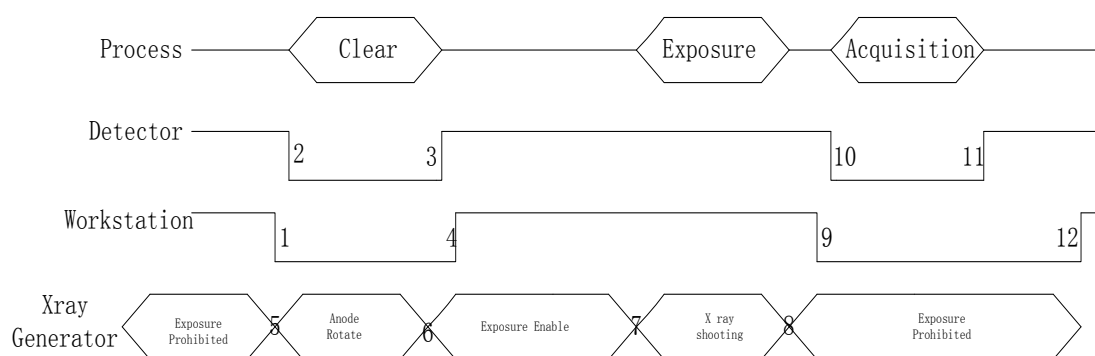 Process
Clear
Exposure
Acquisition
Detector
2
3
10
11
Workstation
1
4
9
12
Xray
Generator
Exposure
Prohibited
5
Anode
Rotate
6
Exposure Enable
7
X ray
shooting
8
Exposure
Prohibited